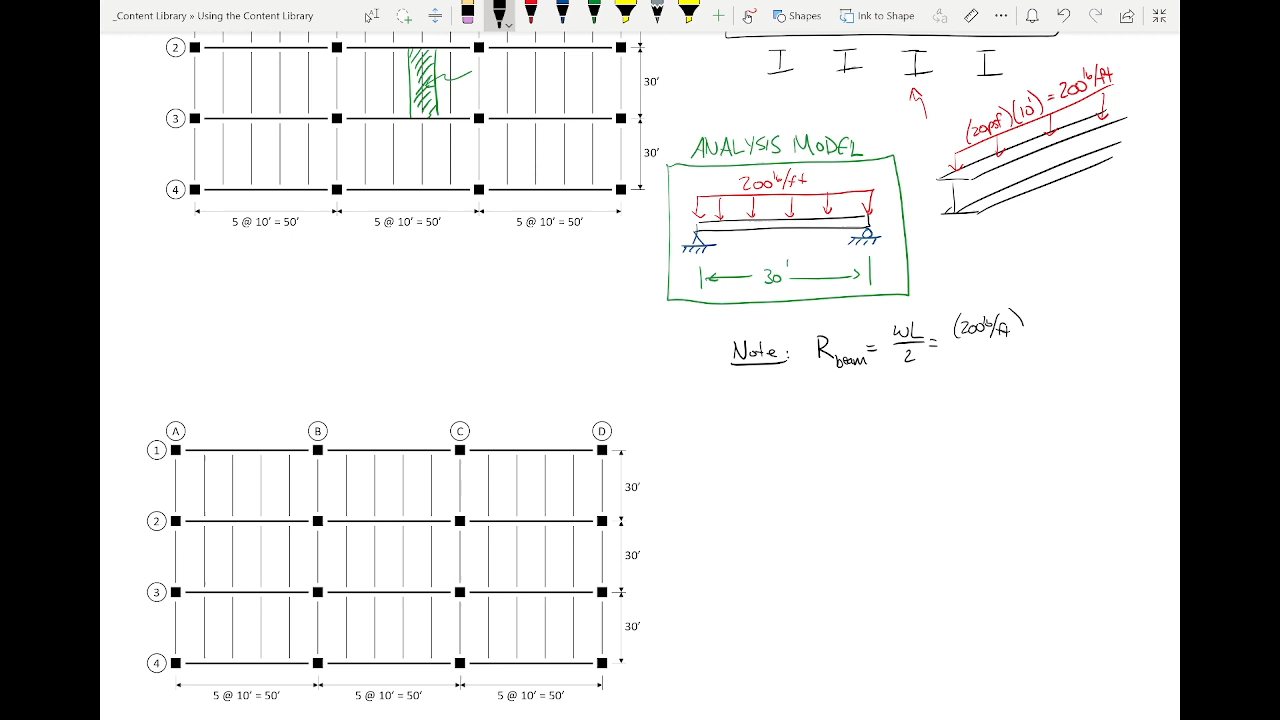 _Content Library » Using the Content Library
Shapes
Ink to Shape
2
3
4
30'
30'
5 @ 10' = 50'
5 @ 10' = 50'
5 @ 10' = 50'
I I I I
(20psf)(10') = 200 lb/ft
ANALYSIS MODEL
200 lb/ft
30'
Note: R beam = wL/2 = (200 lb/ft)
A B C D
1
2
3
4
30'
30'
30'
5 @ 10' = 50'
5 @ 10' = 50'
5 @ 10' = 50'